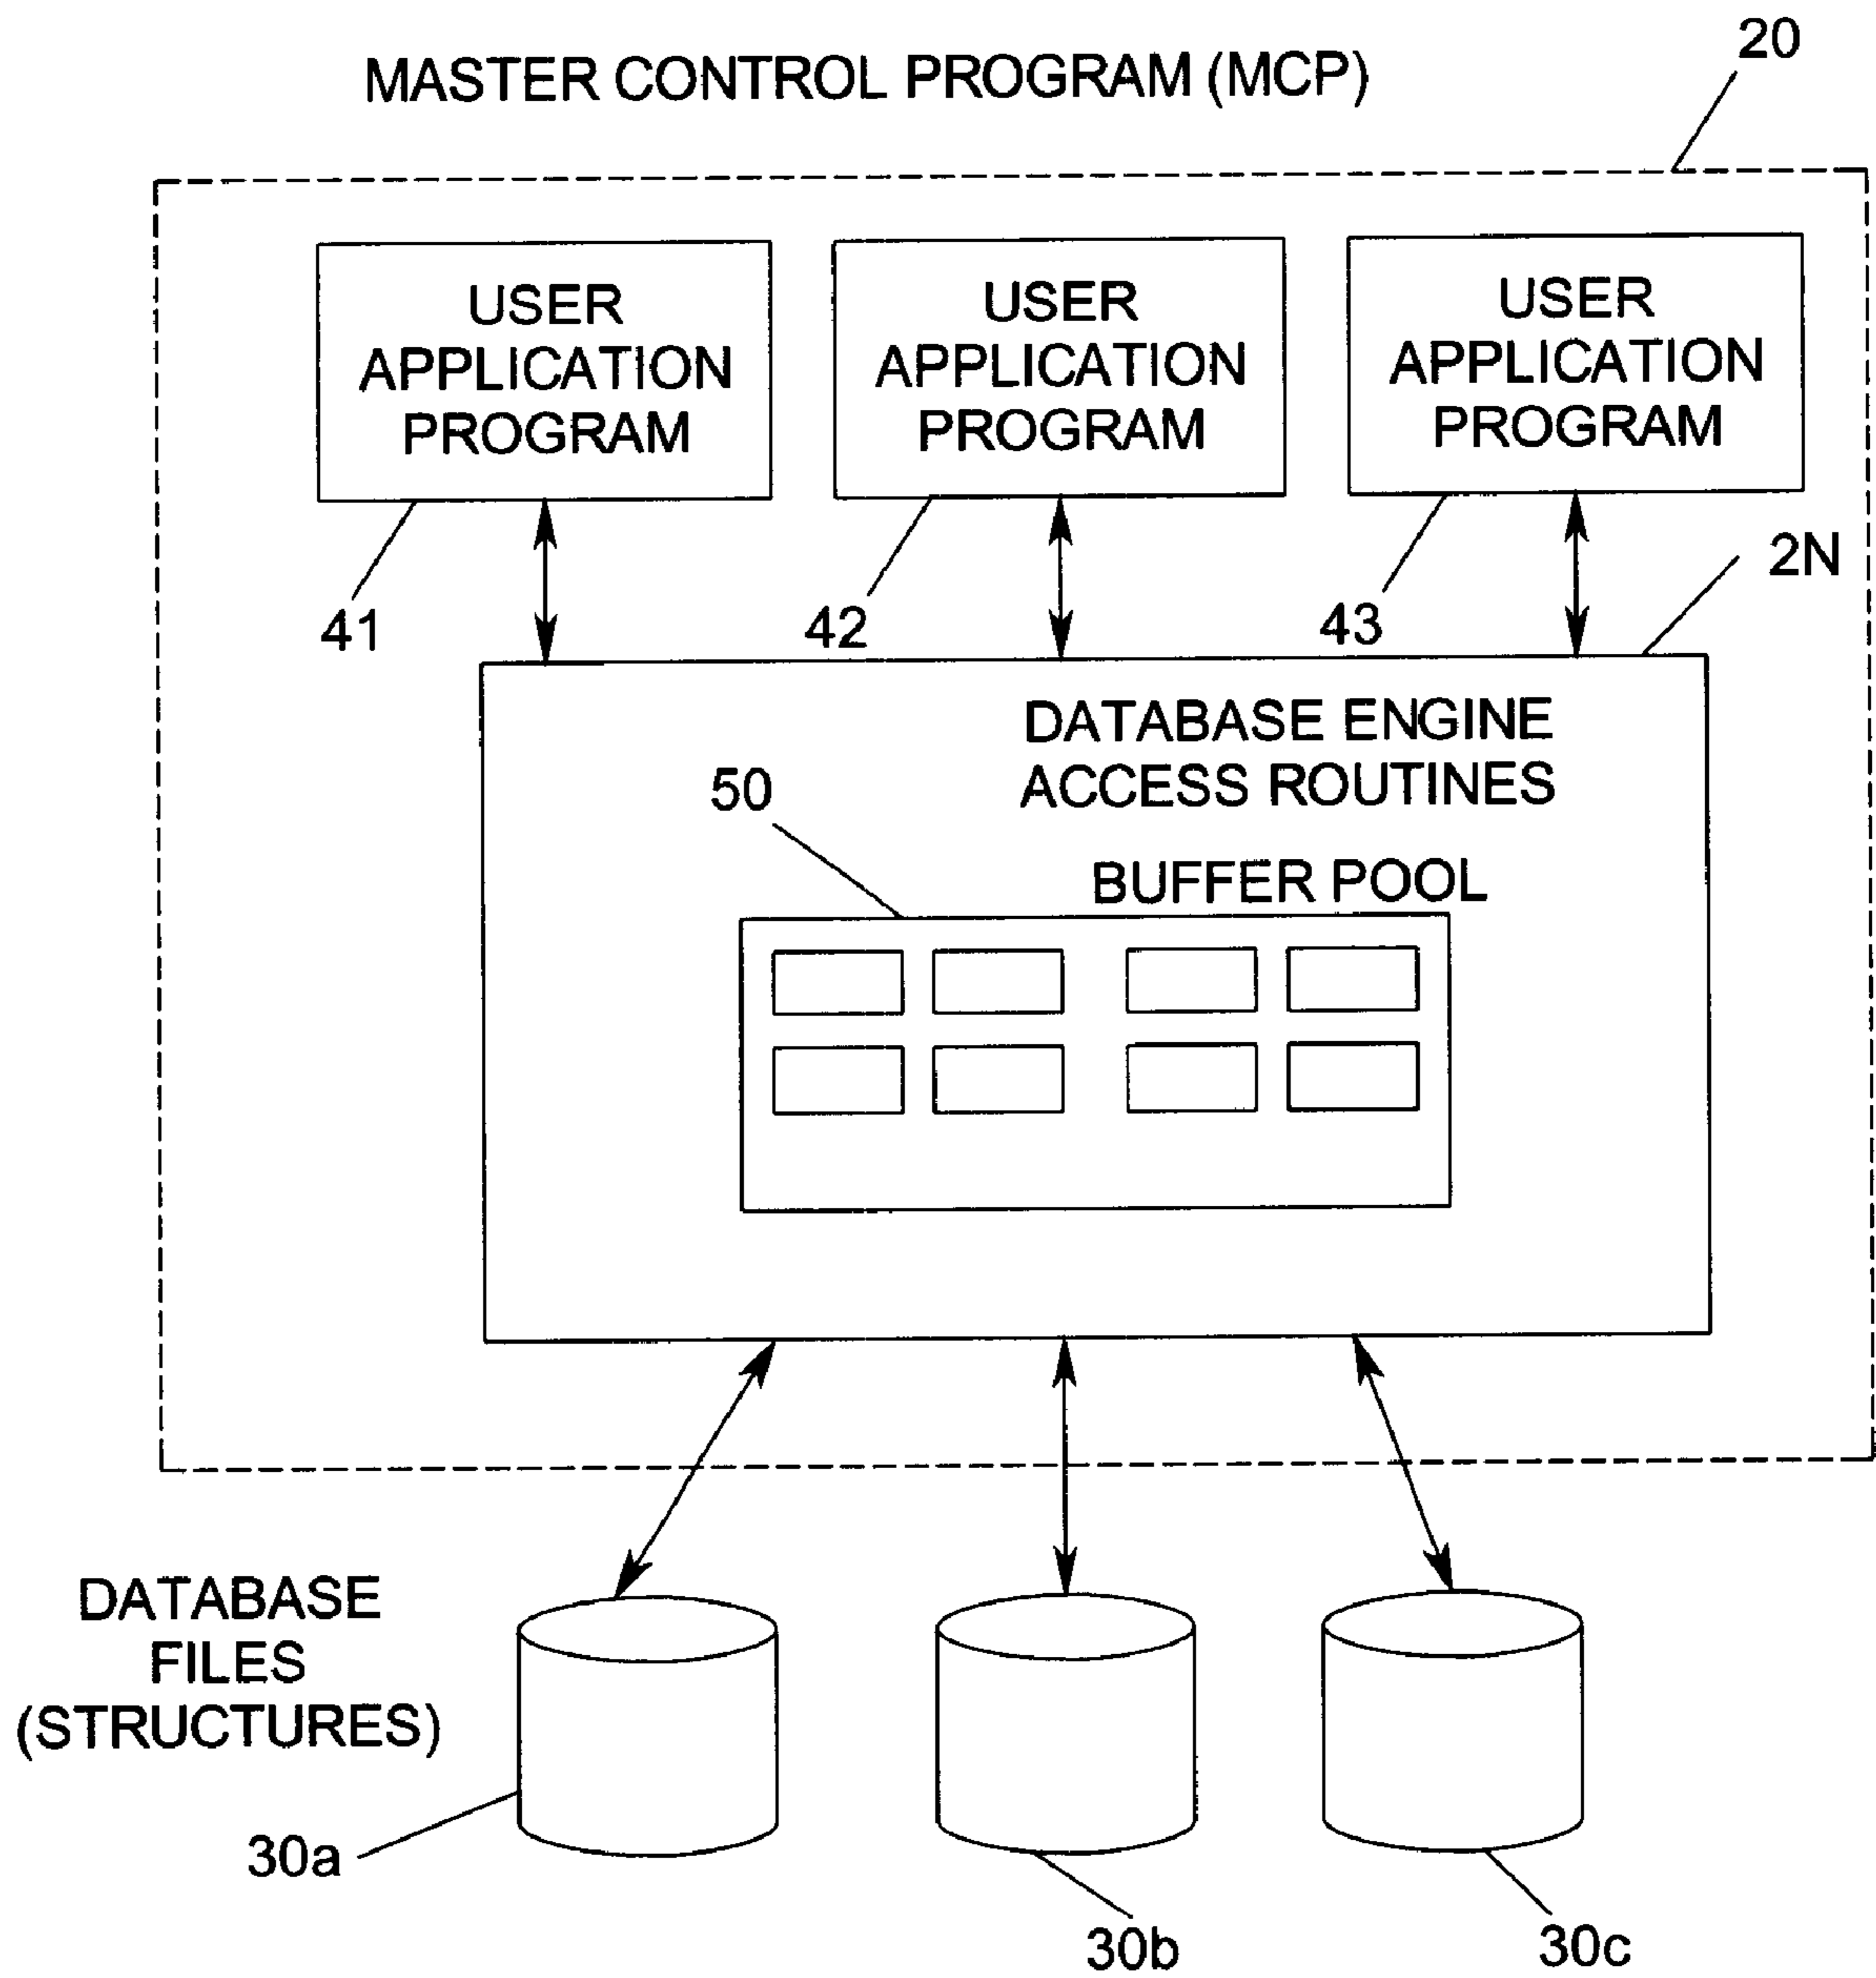 20
MASTER CONTROL PROGRAM (MCP)
USER
APPLICATION
PROGRAM
USER
APPLICATION
PROGRAM
USER
APPLICATION
PROGRAM
41
42
43
2N
DATABASE ENGINE
ACCESS ROUTINES
50
BUFFER POOL
DATABASE
FILES
(STRUCTURES)
30a
30b
30c